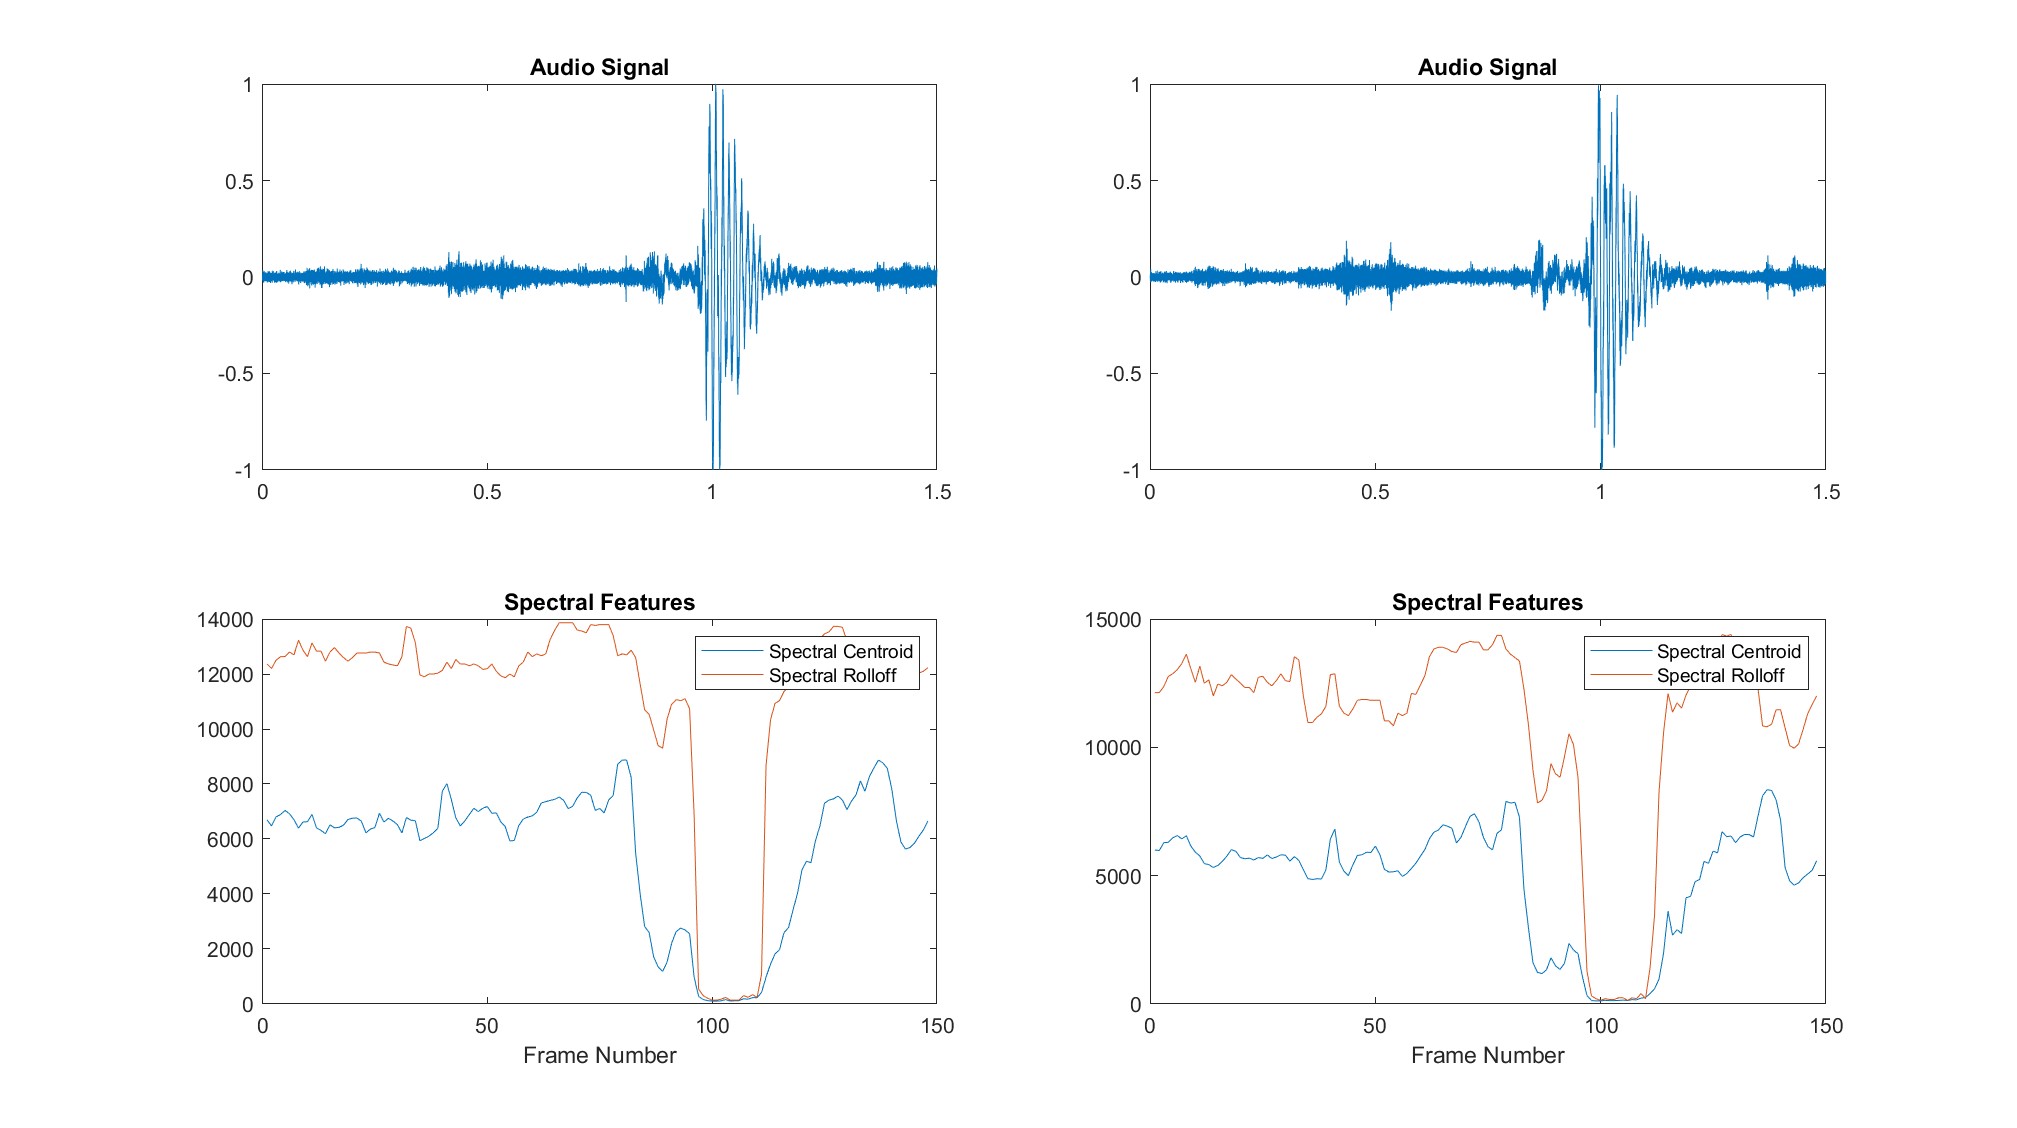 Audio Signal
1
0.5
0
-0.5
-1
0 0.5 1 1.5
Audio Signal
1
0.5
0
-0.5
-1
0 0.5 1 1.5
Spectral Features
14000
12000
10000
8000
6000
4000
2000
0
Spectral Centroid
Spectral Rolloff
0 50 100 150
Frame Number
Spectral Features
15000
10000
5000
0
Spectral Centroid
Spectral Rolloff
0 50 100 150
Frame Number